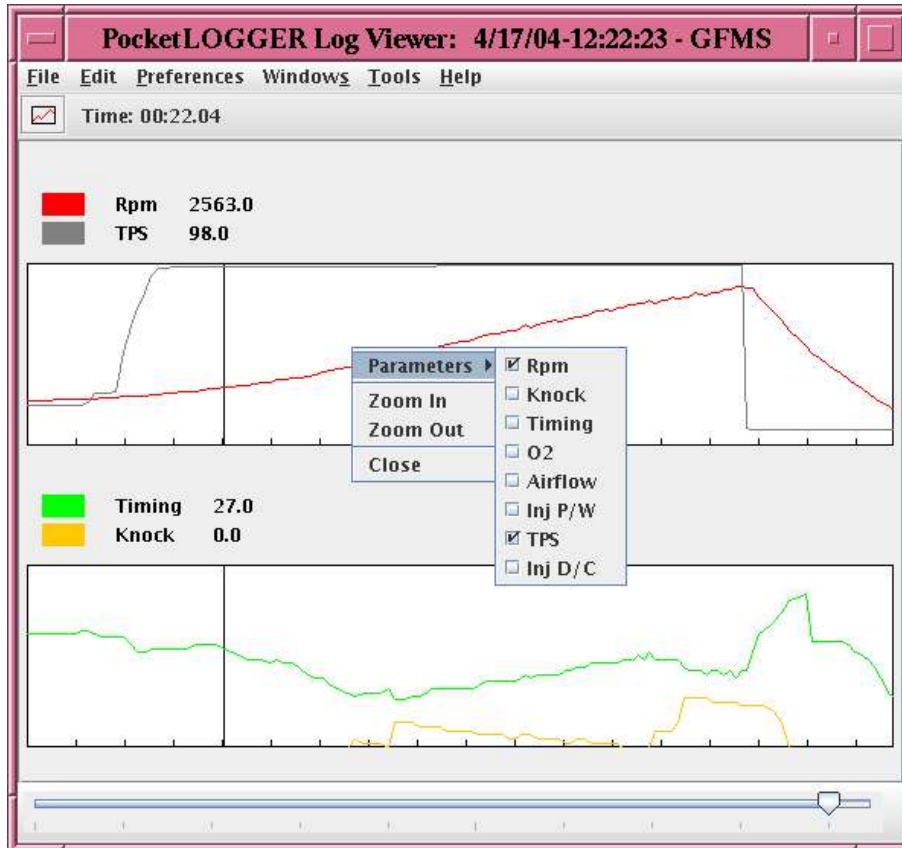 PocketLOGGER Log Viewer: 4/17/04-12:22:23 - GFMS
File Edit Preferences Windows Tools Help
Time: 00:22.04
Rpm 2563.0
TPS 98.0
Parameters
Zoom In
Zoom Out
Close
Rpm
Knock
Timing
O2
Airflow
Inj P/W
TPS
Inj D/C
Timing 27.0
Knock 0.0